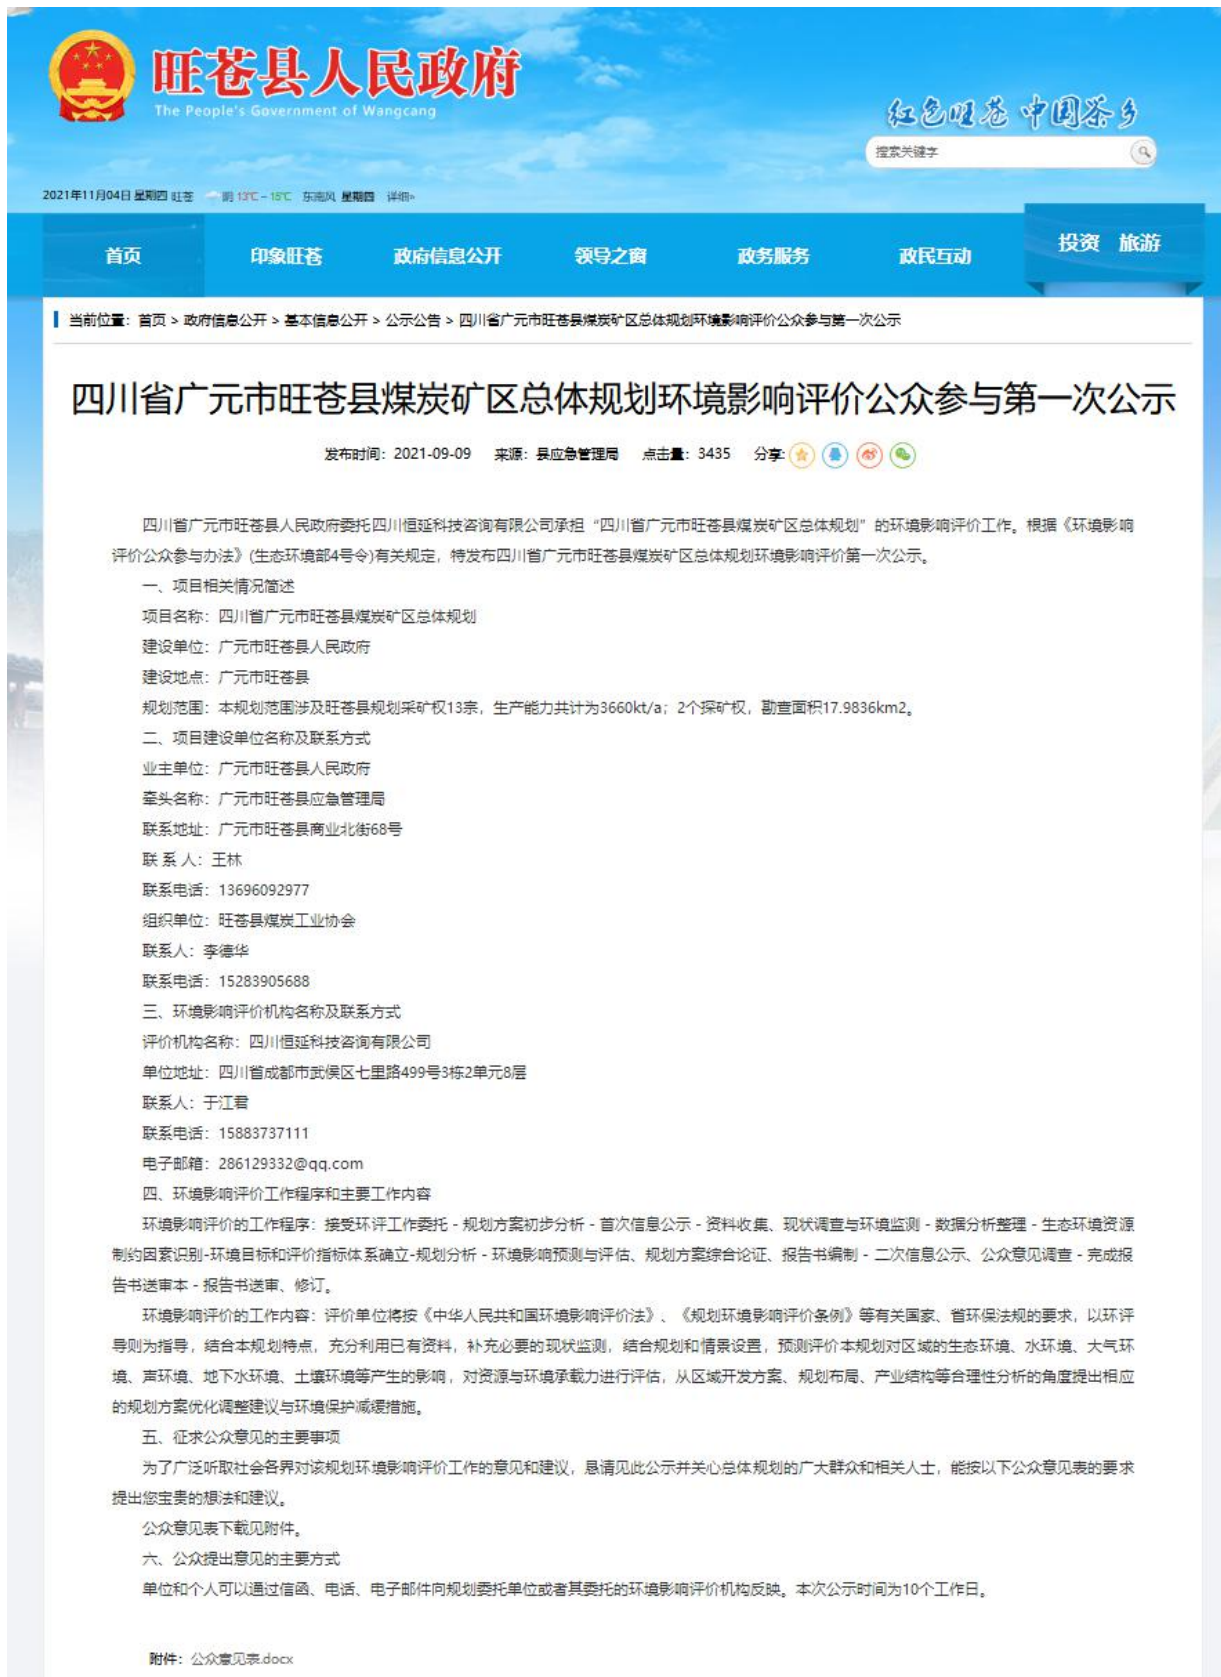 旺苍县人民政府
The People's Government of Wangcang
红色旺苍 中国茶乡
搜索关键字
2021年11月04日 星期四 旺苍 阴 13℃ ~ 15℃ 东南风 星期四 详细»
首页 印象旺苍 政府信息公开 领导之窗 政务服务 政民互动 投资 旅游
当前位置：首页 > 政府信息公开 > 基本信息公开 > 公示公告 > 四川省广元市旺苍县煤炭矿区总体规划环境影响评价公众参与第一次公示
四川省广元市旺苍县煤炭矿区总体规划环境影响评价公众参与第一次公示
发布时间：2021-09-09 来源：县应急管理局 点击量：3435 分享:
四川省广元市旺苍县人民政府委托四川恒延科技咨询有限公司承担“四川省广元市旺苍县煤炭矿区总体规划”的环境影响评价工作。根据《环境影响
评价公众参与办法》(生态环境部4号令)有关规定，特发布四川省广元市旺苍县煤炭矿区总体规划环境影响评价第一次公示。
一、项目相关情况简述
项目名称：四川省广元市旺苍县煤炭矿区总体规划
建设单位：广元市旺苍县人民政府
建设地点：广元市旺苍县
规划范围：本规划范围涉及旺苍县规划采矿权13宗，生产能力共计为3660kt/a；2个探矿权，勘查面积17.9836km2。
二、项目建设单位名称及联系方式
业主单位：广元市旺苍县人民政府
牵头名称：广元市旺苍县应急管理局
联系地址：广元市旺苍县商业北街68号
联 系 人：王林
联系电话：13696092977
组织单位：旺苍县煤炭工业协会
联系人：李德华
联系电话：15283905688
三、环境影响评价机构名称及联系方式
评价机构名称：四川恒延科技咨询有限公司
单位地址：四川省成都市武侯区七里路499号3栋2单元8层
联系人：于江君
联系电话：15883737111
电子邮箱：286129332@qq.com
四、环境影响评价工作程序和主要工作内容
环境影响评价的工作程序：接受环评工作委托 - 规划方案初步分析 - 首次信息公示 - 资料收集、现状调查与环境监测 - 数据分析整理 - 生态环境资源
制约因素识别-环境目标和评价指标体系确立-规划分析 - 环境影响预测与评估、规划方案综合论证、报告书编制 - 二次信息公示、公众意见调查 - 完成报
告书送审本 - 报告书送审、修订。
环境影响评价的工作内容：评价单位将按《中华人民共和国环境影响评价法》、《规划环境影响评价条例》等有关国家、省环保法规的要求，以环评
导则为指导，结合本规划特点，充分利用已有资料，补充必要的现状监测，结合规划和情景设置，预测评价本规划对区域的生态环境、水环境、大气环
境、声环境、地下水环境、土壤环境等产生的影响，对资源与环境承载力进行评估，从区域开发方案、规划布局、产业结构等合理性分析的角度提出相应
的规划方案优化调整建议与环境保护减缓措施。
五、征求公众意见的主要事项
为了广泛听取社会各界对该规划环境影响评价工作的意见和建议，恳请见此公示并关心总体规划的广大群众和相关人士，能按以下公众意见表的要求
提出您宝贵的想法和建议。
公众意见表下载见附件。
六、公众提出意见的主要方式
单位和个人可以通过信函、电话、电子邮件向规划委托单位或者其委托的环境影响评价机构反映。本次公示时间为10个工作日。
附件：公众意见表.docx